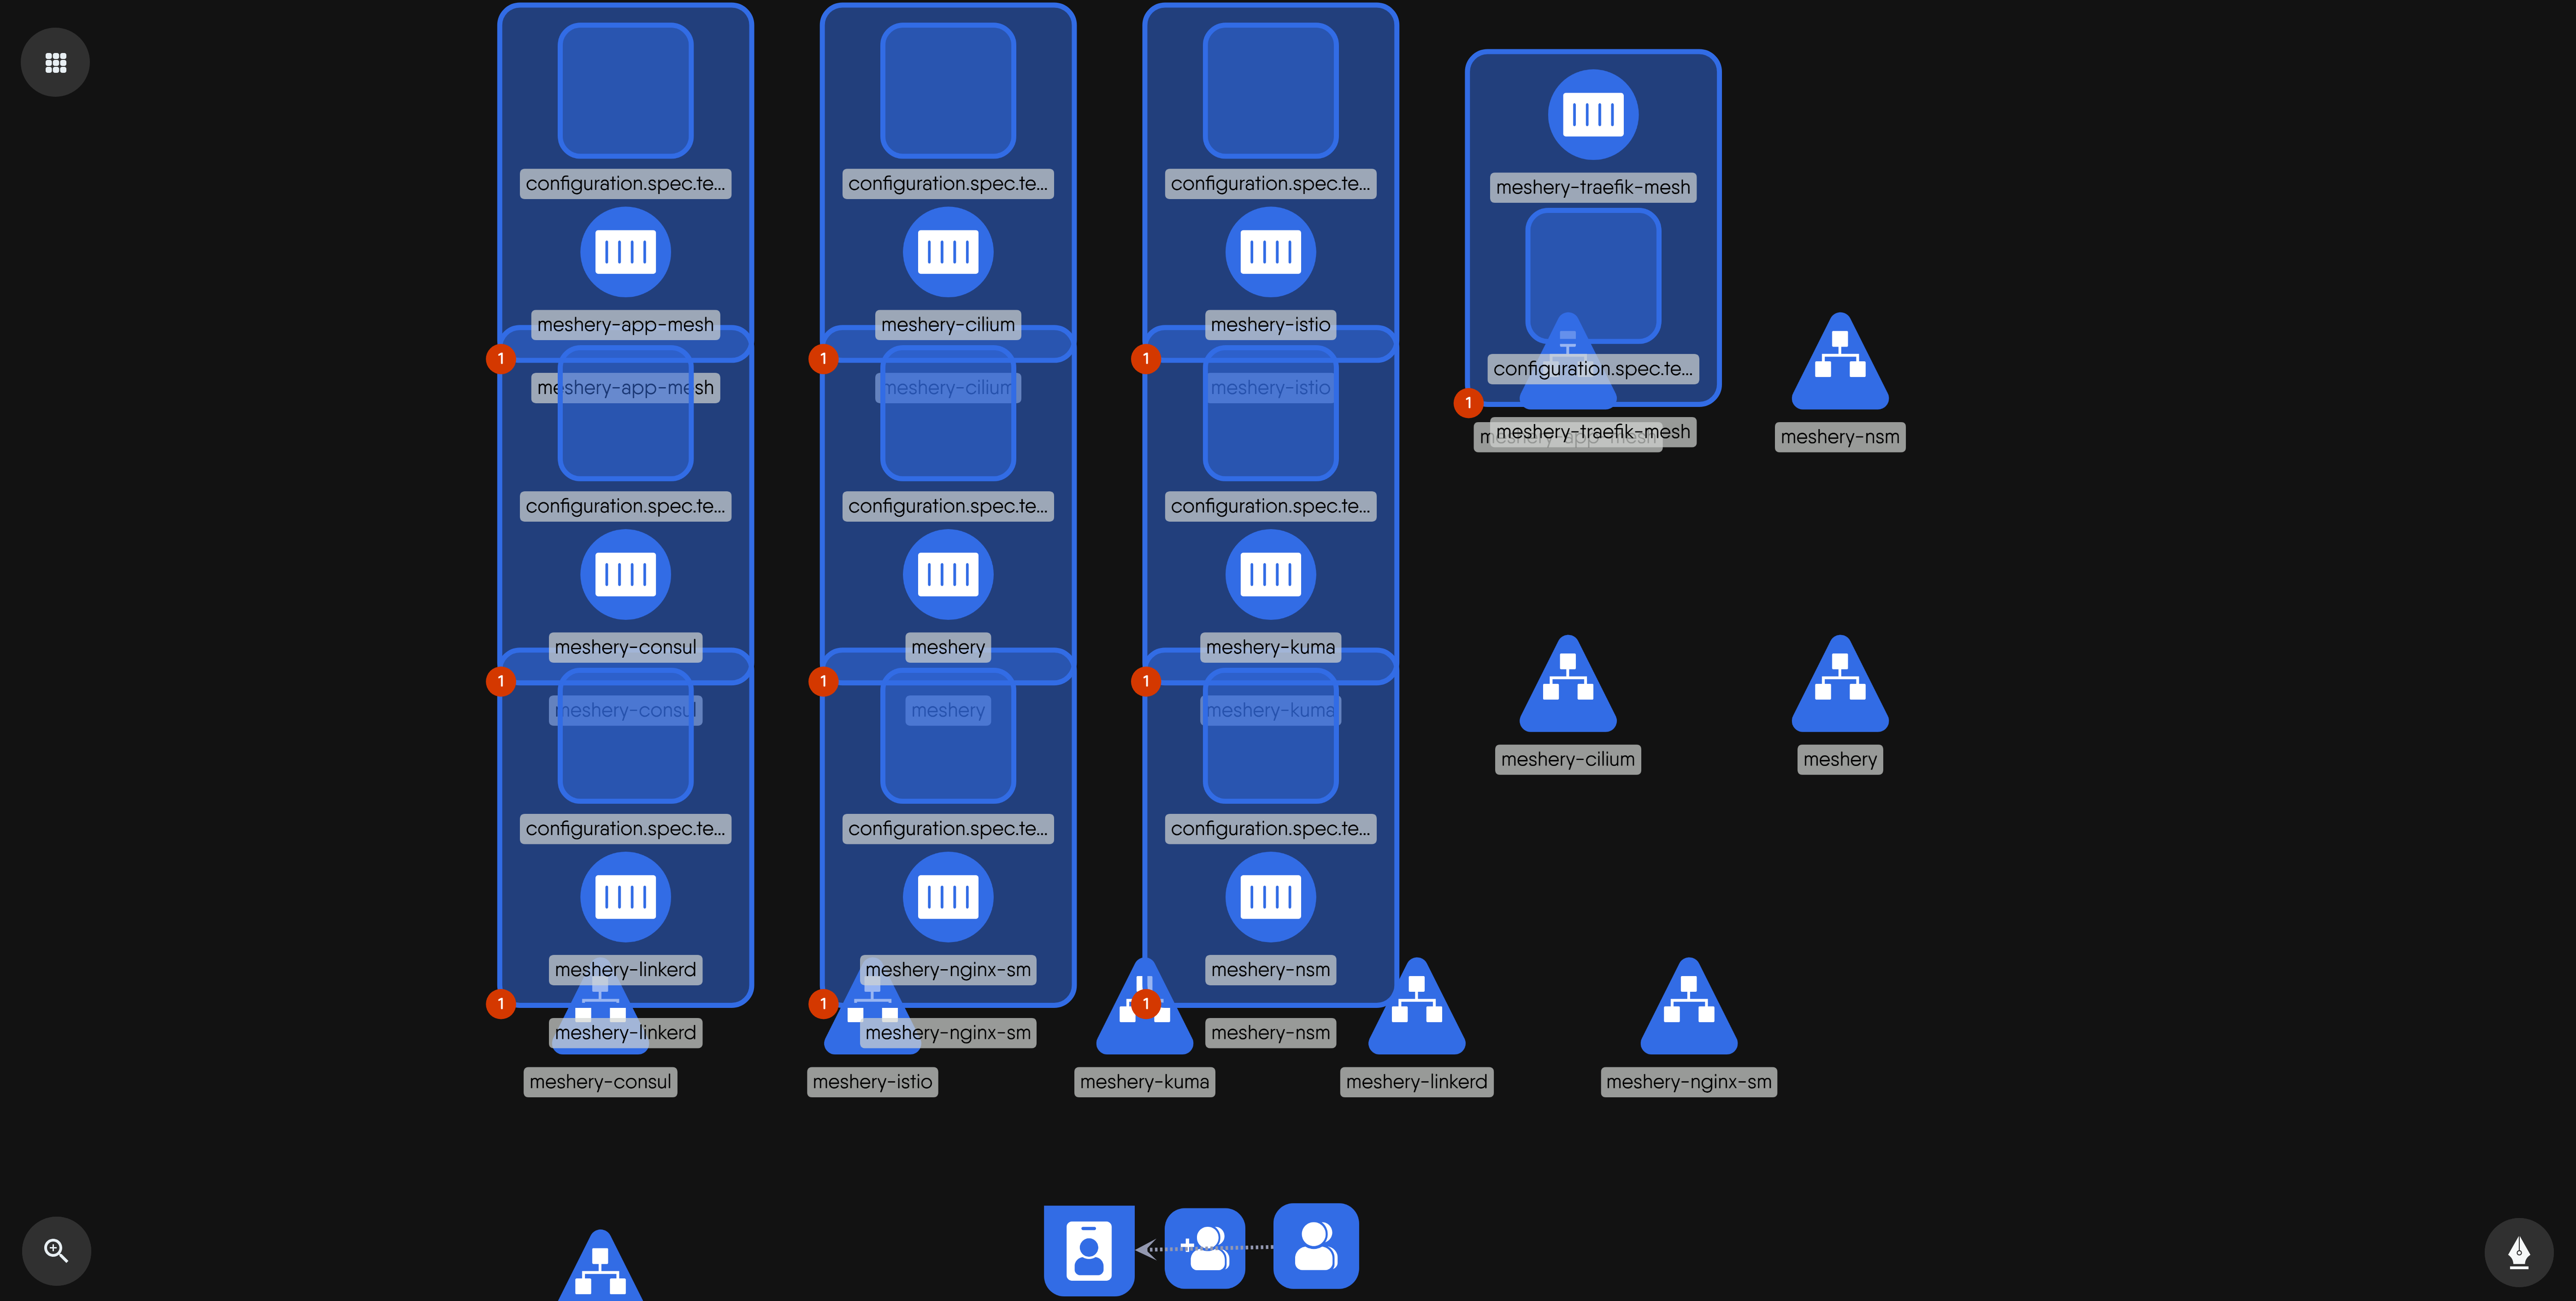 configuration.spec.te...
configuration.spec.te...
configuration.spec.te...
meshery-traefik-mesh
meshery-app-mesh
meshery-cilium
meshery-istio
1
1
1
configuration.spec.te...
meshery-app-mesh
meshery-cilium
meshery-istio
1
meshery-traefik-mesh
meshery-app-mesh
meshery-nsm
configuration.spec.te...
configuration.spec.te...
configuration.spec.te...
meshery-consul
meshery
meshery-kuma
1
1
1
meshery-consul
meshery
meshery-kuma
meshery-cilium
meshery
configuration.spec.te...
configuration.spec.te...
configuration.spec.te...
meshery-linkerd
meshery-nginx-sm
meshery-nsm
1
1
1
meshery-linkerd
meshery-nginx-sm
meshery-nsm
meshery-consul
meshery-istio
meshery-kuma
meshery-linkerd
meshery-nginx-sm